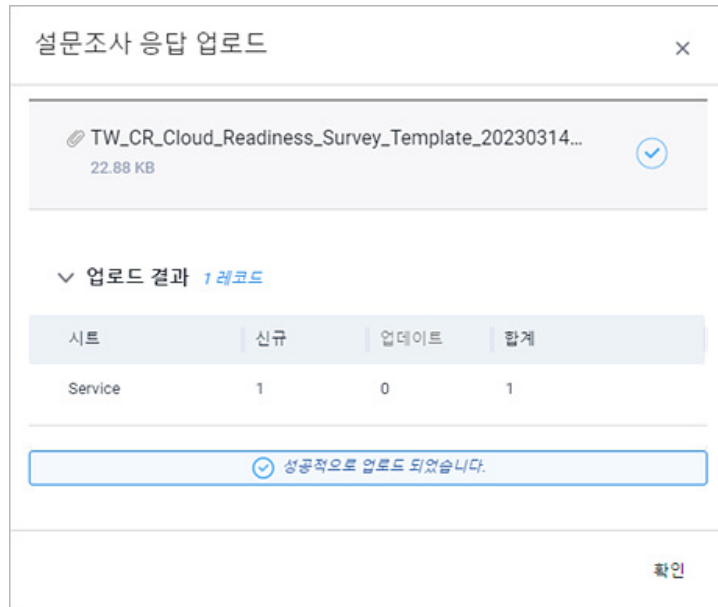 설문조사 응답 업로드
TW_CR_Cloud_Readiness_Survey_Template_20230314...
22.88 KB
업로드 결과 1 레코드
시트 신규 업데이트 합계
Service 1 0 1
성공적으로 업로드 되었습니다.
확인